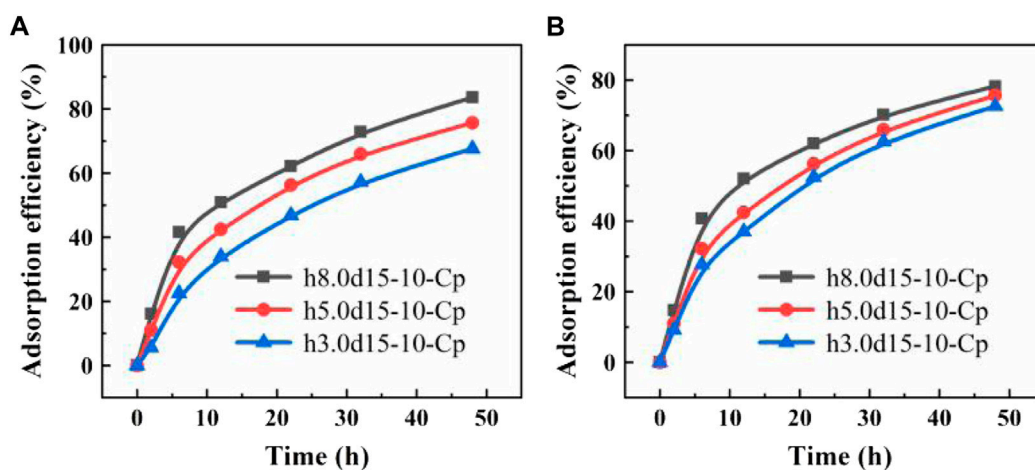 A
Adsorption efficiency (%)
100
80
60
40
20
0
h8.0d15-10-Cp
h5.0d15-10-Cp
h3.0d15-10-Cp
0 10 20 30 40 50
Time (h)
B
Adsorption efficiency (%)
80
60
40
20
0
h8.0d15-10-Cp
h5.0d15-10-Cp
h3.0d15-10-Cp
0 10 20 30 40 50
Time (h)